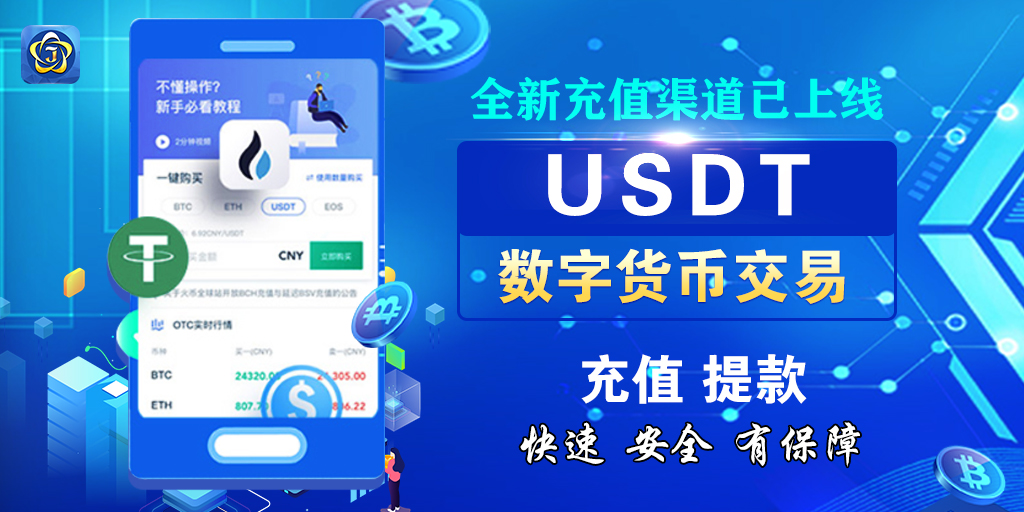 不懂操作?
新手必看教程
2分钟视频
一键购买
使用数量购买
BTC ETH USDT EOS
6.92CNY/USDT
买金额 CNY 立即购买
关于火币全球站开放BCH充值与延迟BSV充值的公告
OTC实时行情
币种 买一(CNY) 卖一(CNY)
BTC 24320.0 305.00
ETH 807.7 86.22
全新充值渠道已上线
USDT
数字货币交易
充值 提款
快速 安全 有保障